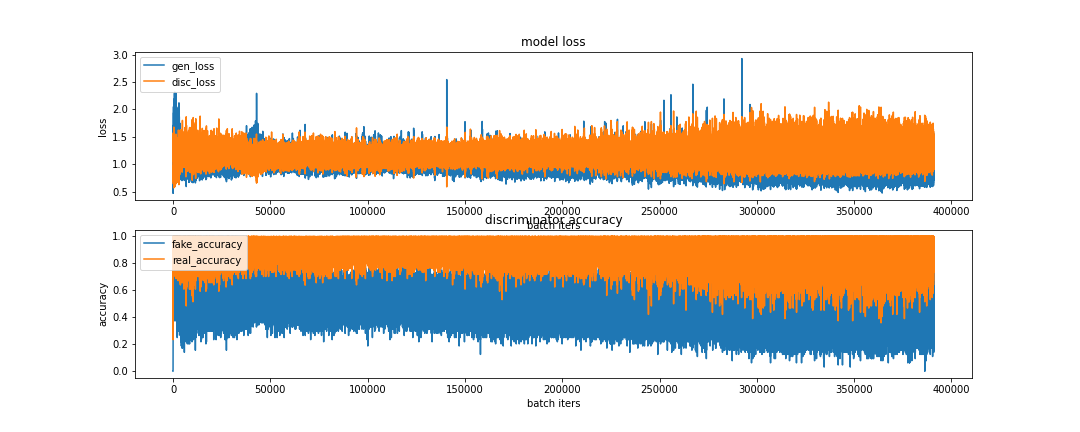 model loss
3.0
2.5
2.0
1.5
1.0
0.5
loss
gen_loss
disc_loss
0 50000 100000 150000 200000 250000 300000 350000 400000
batch iters
discriminator accuracy
1.0
0.8
0.6
0.4
0.2
0.0
accuracy
fake_accuracy
real_accuracy
0 50000 100000 150000 200000 250000 300000 350000 400000
batch iters